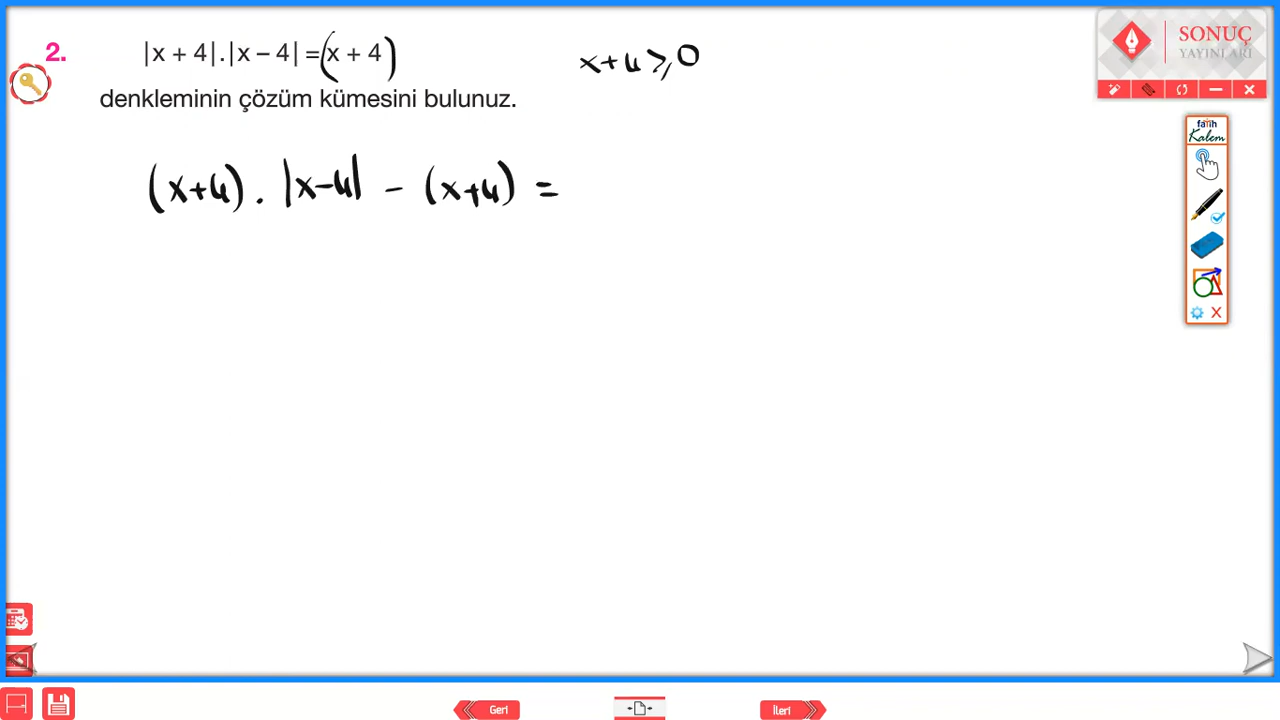 2. |x + 4|.|x – 4| =(x + 4)
x+4 ≥ 0
denkleminin çözüm kümesini bulunuz.
(x+4) . |x-4| - (x+4) =
SONUÇ
YAYINLARI
fatih
Kalem
Geri
İleri